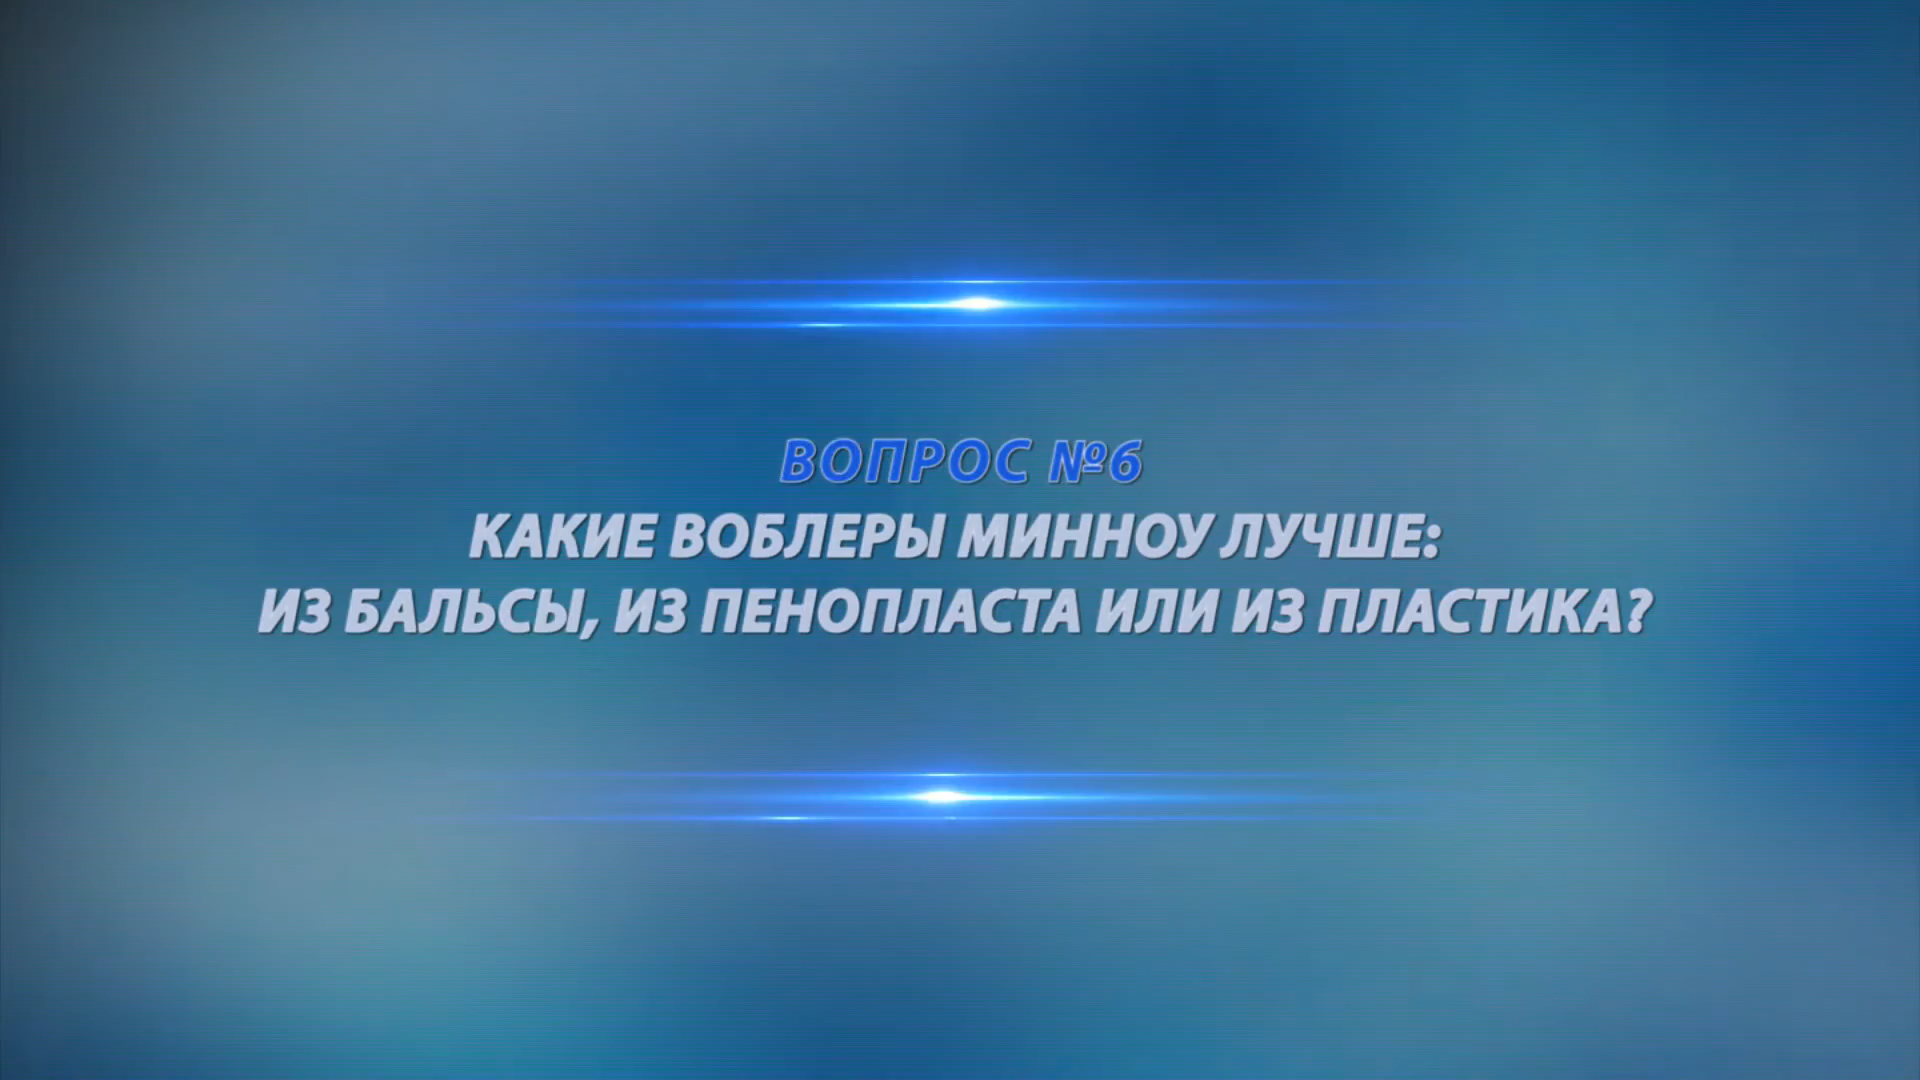 ВОПРОС №6
КАКИЕ ВОБЛЕРЫ МИННОУ ЛУЧШЕ:
ИЗ БАЛЬСЫ, ИЗ ПЕНОПЛАСТА ИЛИ ИЗ ПЛАСТИКА?